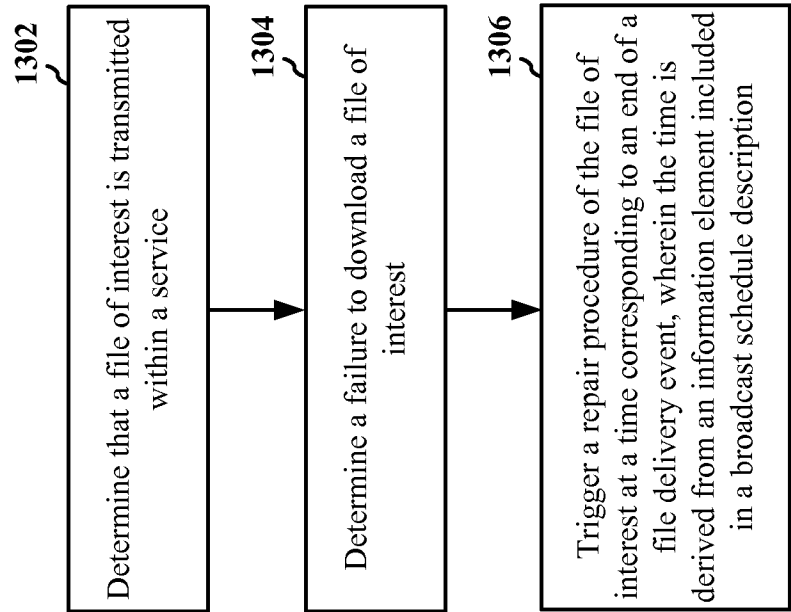 1302
Determine that a file of interest is transmitted
within a service
1304
Determine a failure to download a file of
interest
1306
Trigger a repair procedure of the file of
interest at a time corresponding to an end of a
file delivery event, wherein the time is
derived from an information element included
in a broadcast schedule description